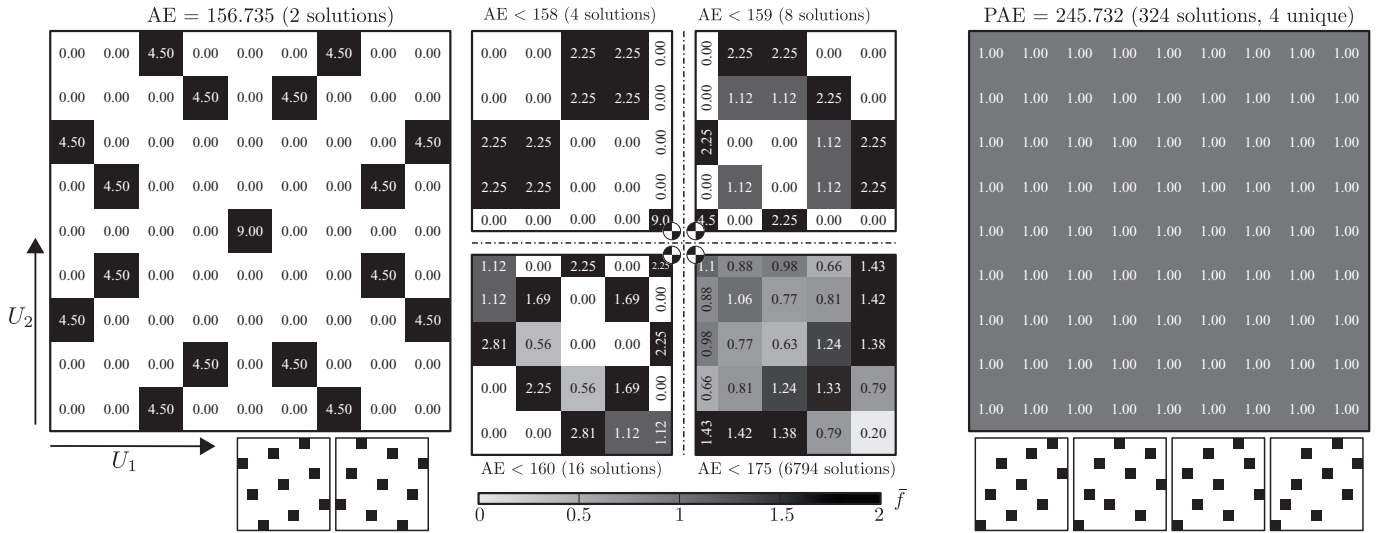 AE = 156.735 (2 solutions)
0.00 0.00 4.50 0.00 0.00 0.00 4.50 0.00 0.00
0.00 0.00 0.00 4.50 0.00 4.50 0.00 0.00 0.00
4.50 0.00 0.00 0.00 0.00 0.00 0.00 0.00 4.50
0.00 4.50 0.00 0.00 0.00 0.00 0.00 4.50 0.00
0.00 0.00 0.00 0.00 9.00 0.00 0.00 0.00 0.00
0.00 4.50 0.00 0.00 0.00 0.00 0.00 4.50 0.00
4.50 0.00 0.00 0.00 0.00 0.00 0.00 0.00 4.50
0.00 0.00 0.00 4.50 0.00 4.50 0.00 0.00 0.00
0.00 0.00 4.50 0.00 0.00 0.00 4.50 0.00 0.00
U₂
U₁
AE < 158 (4 solutions)
0.00 0.00 2.25 2.25 0.00
0.00 0.00 2.25 2.25 0.00
2.25 2.25 0.00 0.00 0.00
2.25 2.25 0.00 0.00 0.00
0.00 0.00 0.00 0.00 9.0
AE < 159 (8 solutions)
0.00 2.25 2.25 0.00 0.00
0.00 1.12 1.12 2.25 0.00
2.25 0.00 0.00 1.12 2.25
0.00 1.12 0.00 1.12 2.25
4.5 0.00 2.25 0.00 0.00
1.12 0.00 2.25 0.00 2.25
1.12 1.69 0.00 1.69 0.00
2.81 0.56 0.00 0.00 2.25
0.00 2.25 0.56 1.69 0.00
0.00 0.00 2.81 1.12 1.12
AE < 160 (16 solutions)
1.1 0.88 0.98 0.66 1.43
0.88 1.06 0.77 0.81 1.42
0.98 0.77 0.63 1.24 1.38
0.66 0.81 1.24 1.33 0.79
1.43 1.42 1.38 0.79 0.20
AE < 175 (6794 solutions)
0 0.5 1 1.5 2
f̄
PAE = 245.732 (324 solutions, 4 unique)
1.00 1.00 1.00 1.00 1.00 1.00 1.00 1.00 1.00
1.00 1.00 1.00 1.00 1.00 1.00 1.00 1.00 1.00
1.00 1.00 1.00 1.00 1.00 1.00 1.00 1.00 1.00
1.00 1.00 1.00 1.00 1.00 1.00 1.00 1.00 1.00
1.00 1.00 1.00 1.00 1.00 1.00 1.00 1.00 1.00
1.00 1.00 1.00 1.00 1.00 1.00 1.00 1.00 1.00
1.00 1.00 1.00 1.00 1.00 1.00 1.00 1.00 1.00
1.00 1.00 1.00 1.00 1.00 1.00 1.00 1.00 1.00
1.00 1.00 1.00 1.00 1.00 1.00 1.00 1.00 1.00